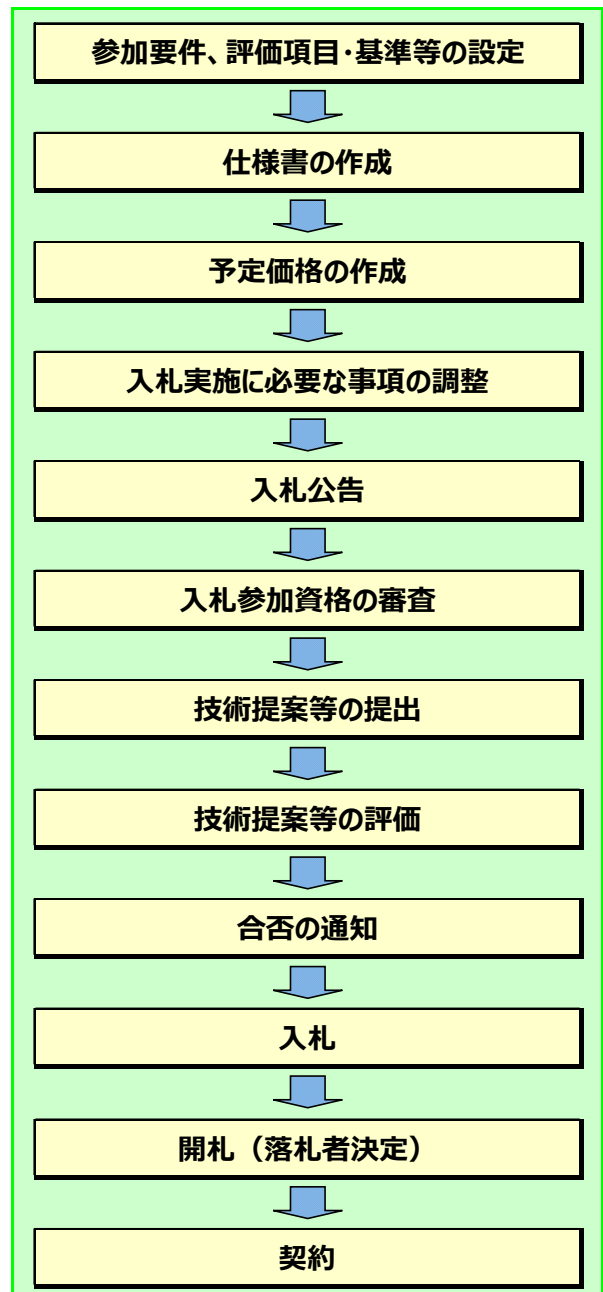 参加要件、評価項目・基準等の設定
仕様書の作成
予定価格の作成
入札実施に必要な事項の調整
入札公告
入札参加資格の審査
技術提案等の提出
技術提案等の評価
合否の通知
入札
開札（落札者決定）
契約